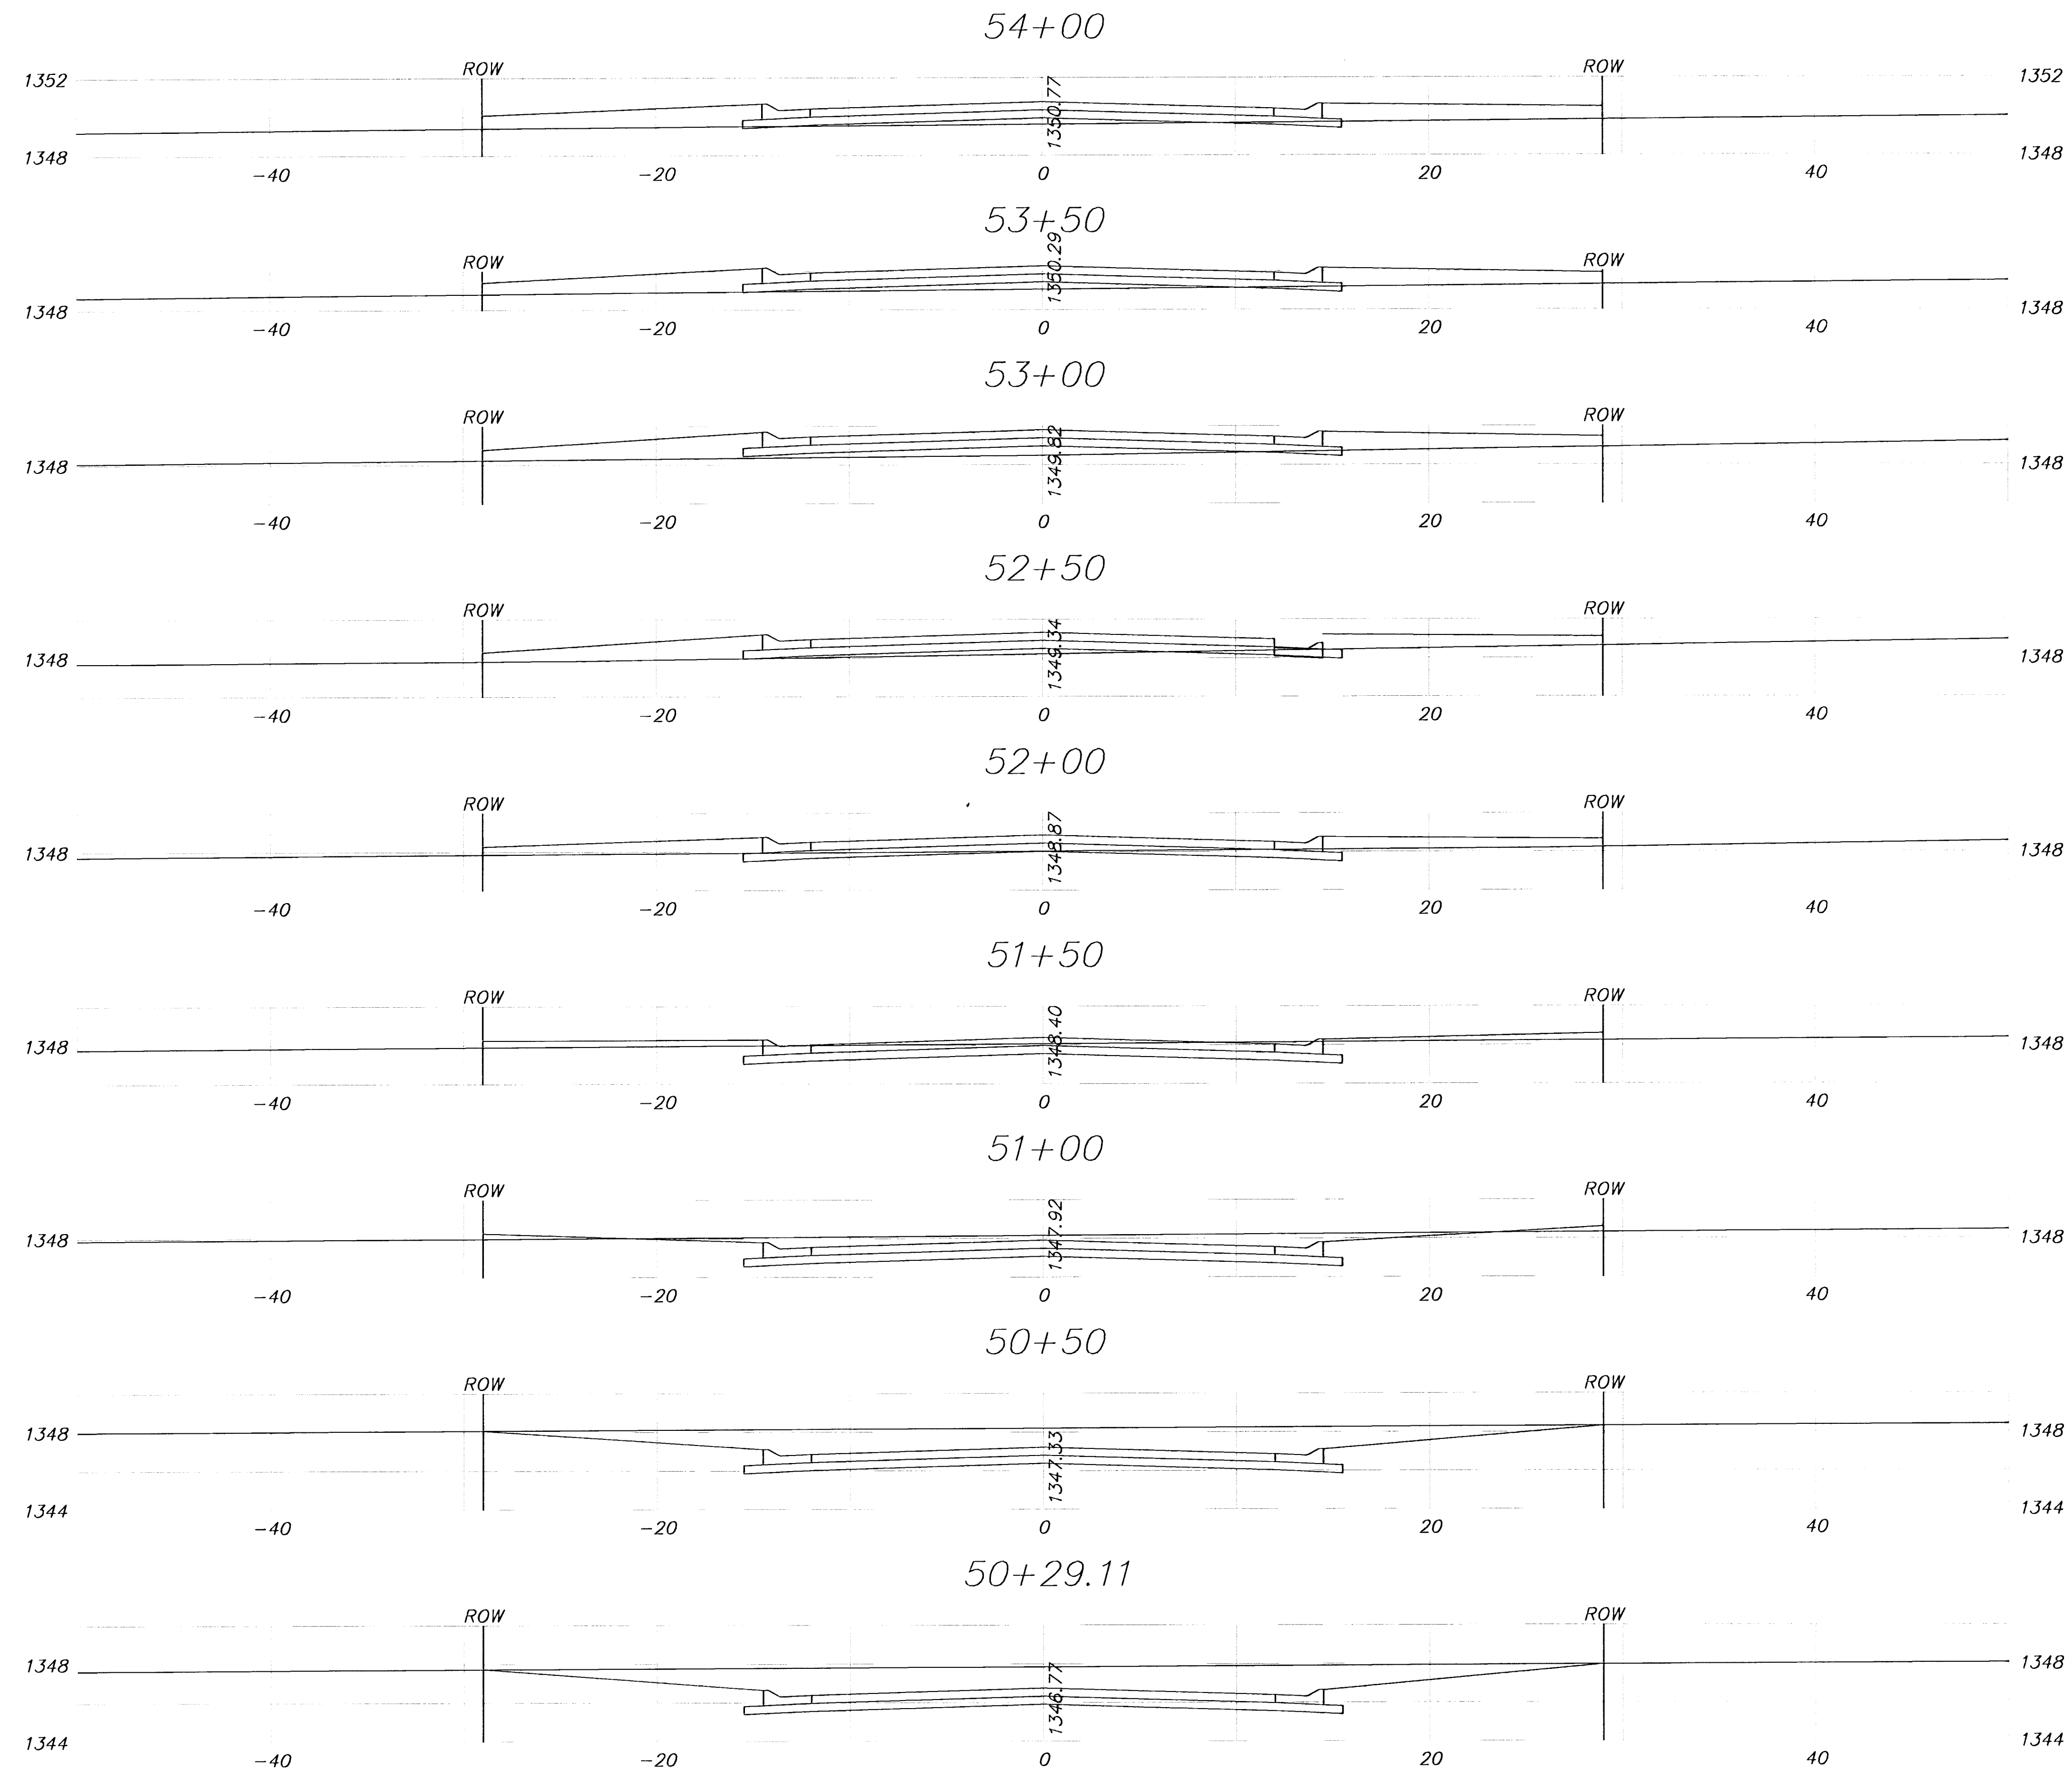 54+00
ROW ROW
1352 1350.77 1352
1348 1348
-40 -20 0 20 40
53+50
ROW 1350.29 ROW
1348 1348
-40 -20 0 20 40
53+00
ROW ROW
1348 1349.82 1348
-40 -20 0 20 40
52+50
ROW ROW
1348 1349.34 1348
-40 -20 0 20 40
52+00
ROW ROW
1348 1348.87 1348
-40 -20 0 20 40
51+50
ROW ROW
1348 1348.40 1348
-40 -20 0 20 40
51+00
ROW ROW
1348 1347.92 1348
-40 -20 0 20 40
50+50
ROW ROW
1348 1347.33 1348
1344 1344
-40 -20 0 20 40
50+29.11
ROW ROW
1348 1346.77 1348
1344 1344
-40 -20 0 20 40